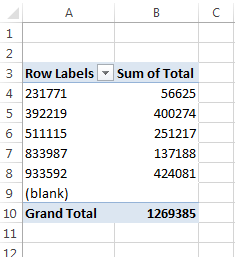 A B C
1
2
3 Row Labels Sum of Total
4 231771 56625
5 392219 400274
6 511115 251217
7 833987 137188
8 933592 424081
9 (blank)
10 Grand Total 1269385
11
12